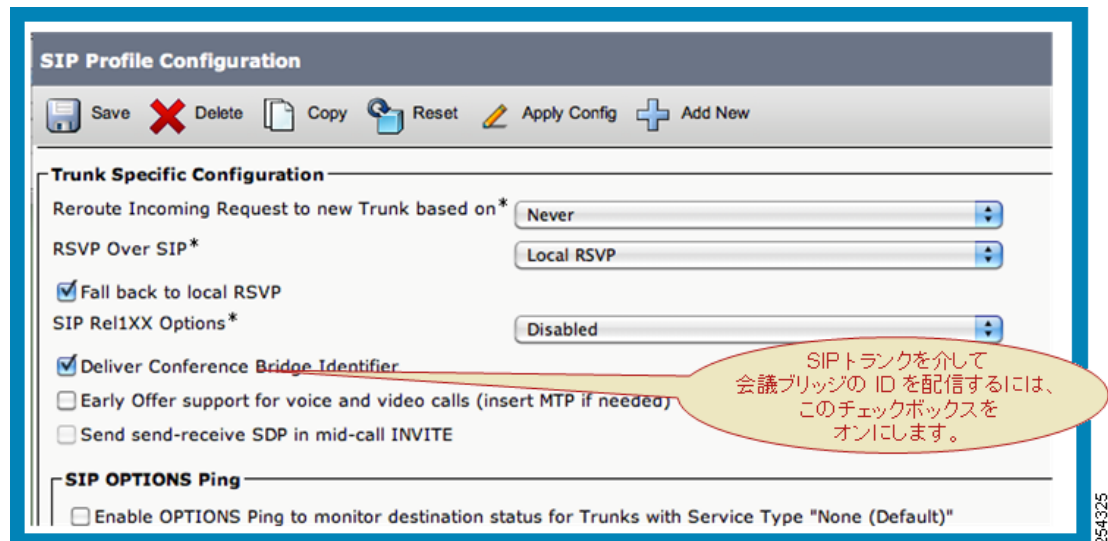 SIP Profile Configuration
Save Delete Copy Reset Apply Config Add New
Trunk Specific Configuration
Reroute Incoming Request to new Trunk based on* Never
RSVP Over SIP* Local RSVP
Fall back to local RSVP
SIP Rel1XX Options* Disabled
Deliver Conference Bridge Identifier
SIPトランクを介して
会議ブリッジの ID を配信するには、
このチェックボックスを
オンにします。
Early Offer support for voice and video calls (insert MTP if needed)
Send send-receive SDP in mid-call INVITE
SIP OPTIONS Ping
Enable OPTIONS Ping to monitor destination status for Trunks with Service Type "None (Default)"
254325